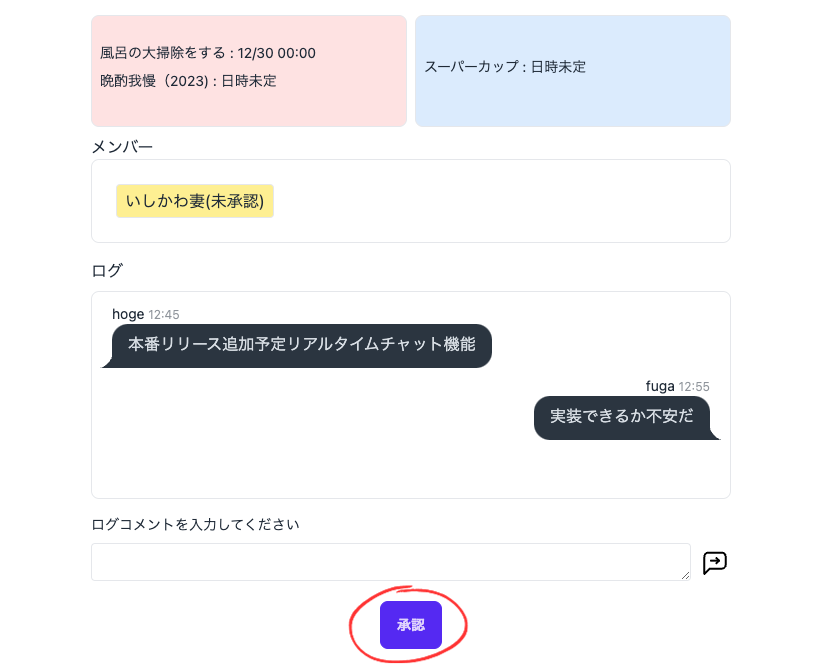 風呂の大掃除をする : 12/30 00:00
晩酌我慢（2023) : 日時未定
スーパーカップ : 日時未定
メンバー
いしかわ妻(未承認)
ログ
hoge 12:45
本番リリース追加予定リアルタイムチャット機能
fuga 12:55
実装できるか不安だ
ログコメントを入力してください
承認